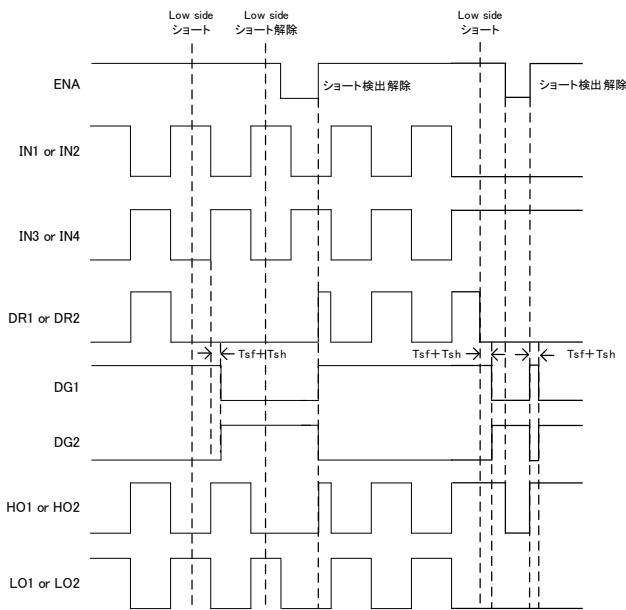 Low side
ショート
Low side
ショート解除
Low side
ショート
ENA
ショート検出解除
ショート検出解除
IN1 or IN2
IN3 or IN4
DR1 or DR2
Tsf+Tsh
Tsf+Tsh
Tsf+Tsh
DG1
DG2
HO1 or HO2
LO1 or LO2